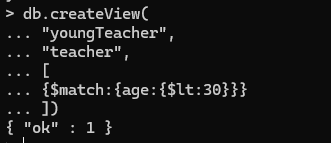 > db.createView(
... "youngTeacher",
... "teacher",
... [
... {$match:{age:{$lt:30}}}
... ])
{ "ok" : 1 }